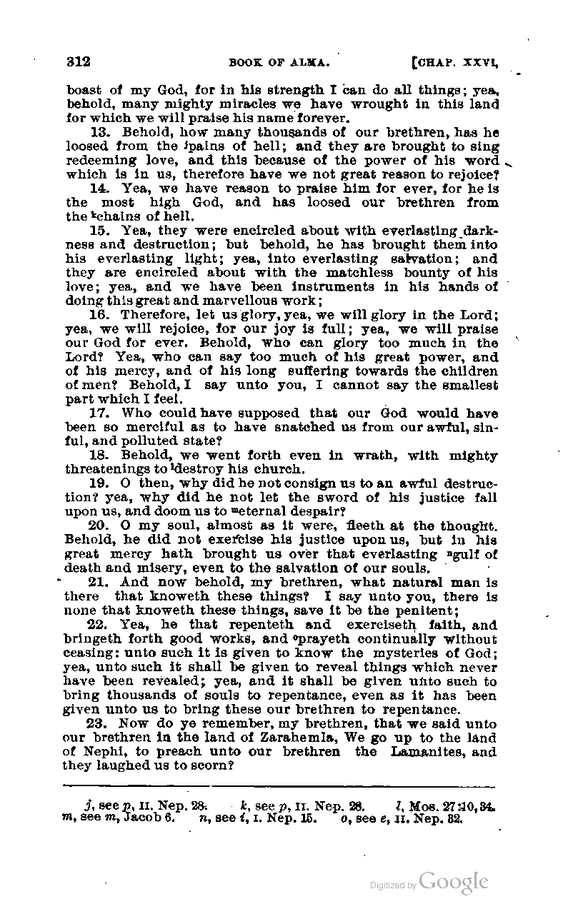 312 BOOK OF ALMA. [CHAP. XXVI,
boast of my God, for in his strength I can do all things; yea,
behold, many mighty miracles we have wrought in this land
for which we will praise his name forever.
13. Behold, how many thousands of our brethren, has he
loosed from the jpains of hell; and they are brought to sing
redeeming love, and this because of the power of his word
which is in us, therefore have we not great reason to rejoice?
14. Yea, we have reason to praise him for ever, for he is
the most high God, and has loosed our brethren from
the kchains of hell.
15. Yea, they were encircled about with everlasting dark-
ness and destruction; but behold, he has brought them into
his everlasting light; yea, into everlasting salvation; and
they are encircled about with the matchless bounty of his
love; yea, and we have been instruments in his hands of
doing this great and marvellous work;
16. Therefore, let us glory, yea, we will glory in the Lord;
yea, we will rejoice, for our joy is full; yea, we will praise
our God for ever. Behold, who can glory too much in the
Lord? Yea, who can say too much of his great power, and
of his mercy, and of his long suffering towards the children
of men? Behold, I say unto you, I cannot say the smallest
part which I feel.
17. Who could have supposed that our God would have
been so merciful as to have snatched us from our awful, sin-
ful, and polluted state?
18. Behold, we went forth even in wrath, with mighty
threatenings to ldestroy his church.
19. O then, why did he not consign us to an awful destruc-
tion? yea, why did he not let the sword of his justice fall
upon us, and doom us to meternal despair?
20. O my soul, almost as it were, fleeth at the thought.
Behold, he did not exercise his justice upon us, but in his
great mercy hath brought us over that everlasting ngulf of
death and misery, even to the salvation of our souls.
21. And now behold, my brethren, what natural man is
there that knoweth these things? I say unto you, there is
none that knoweth these things, save it be the penitent;
22. Yea, he that repenteth and exerciseth faith, and
bringeth forth good works, and oprayeth continually without
ceasing: unto such it is given to know the mysteries of God;
yea, unto such it shall be given to reveal things which never
have been revealed; yea, and it shall be given unto such to
bring thousands of souls to repentance, even as it has been
given unto us to bring these our brethren to repentance.
23. Now do ye remember, my brethren, that we said unto
our brethren in the land of Zarahemla, We go up to the land
of Nephi, to preach unto our brethren the Lamanites, and
they laughed us to scorn?
j, see p, II. Nep. 28. k, see p, II. Nep. 28. l, Mos. 27:10, 34.
m, see m, Jacob 6. n, see i, I. Nep. 15. o, see e, II. Nep. 32.
Digitized by Google